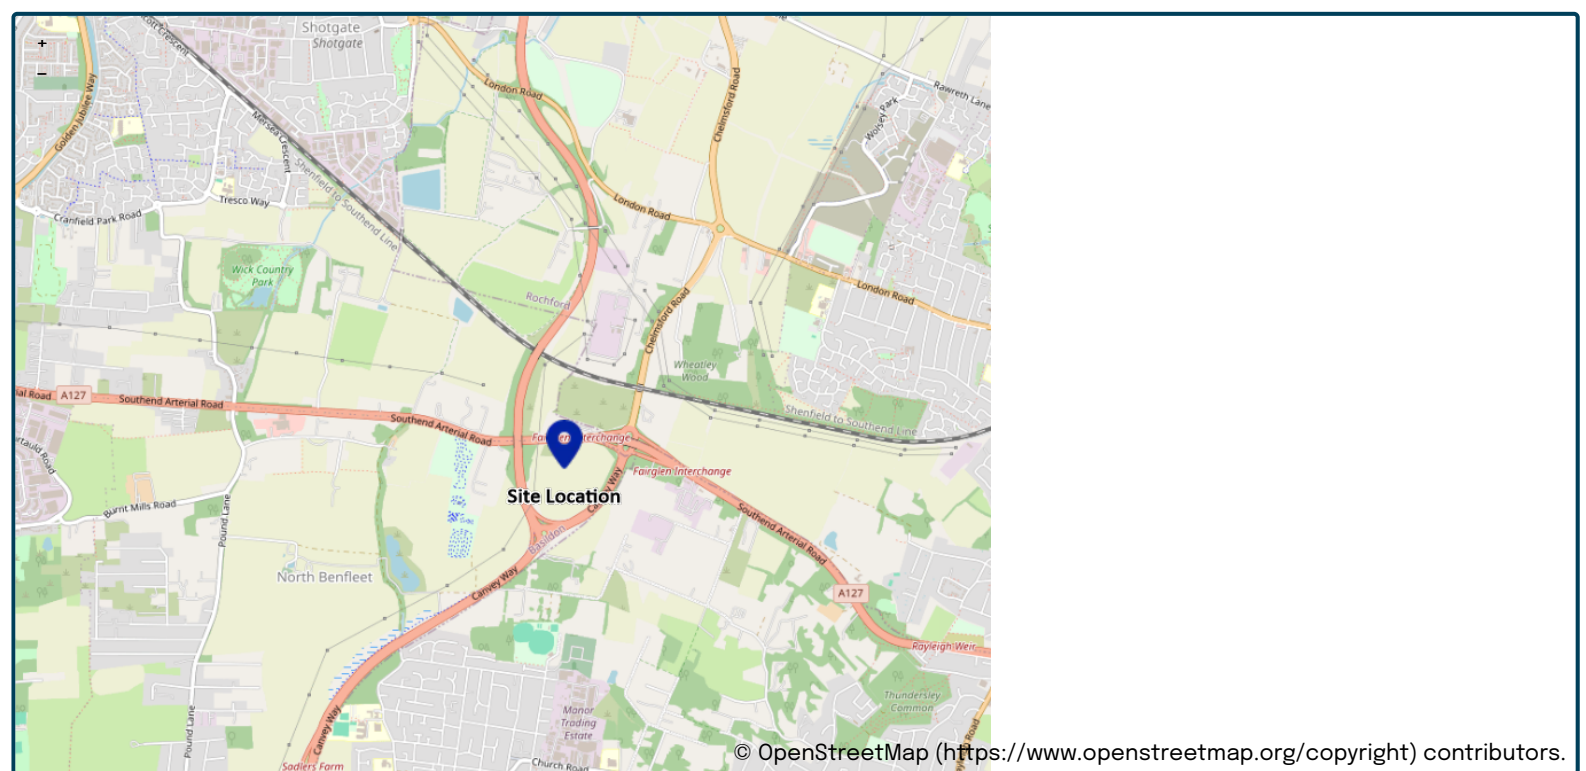 Shotgate
Shotgate
+
−
Golden Jubilee Way
Mersea Crescent
Shenfield to Southend Line
London Road
Chelmsford Road
Rawreth Lane
Wolsey Park
Cranfield Park Road
Tresco Way
London Road
Wick Country
Park
Rochford
London Road
Chelmsford Road
Wheatley
Wood
A127
Southend Arterial Road
Southend Arterial Road
Shenfield to Southend Line
Fairglen Interchange
Site Location
Canvey Way
Basildon
Southend Arterial Road
Burnt Mills Road
Pound Lane
North Benfleet
Canvey Way
A127
Rayleigh Weir
Thundersley
Common
Manor
Trading
Estate
Pound Lane
Canvey Way
Church Road
Sadlers Farm
© OpenStreetMap (https://www.openstreetmap.org/copyright) contributors.